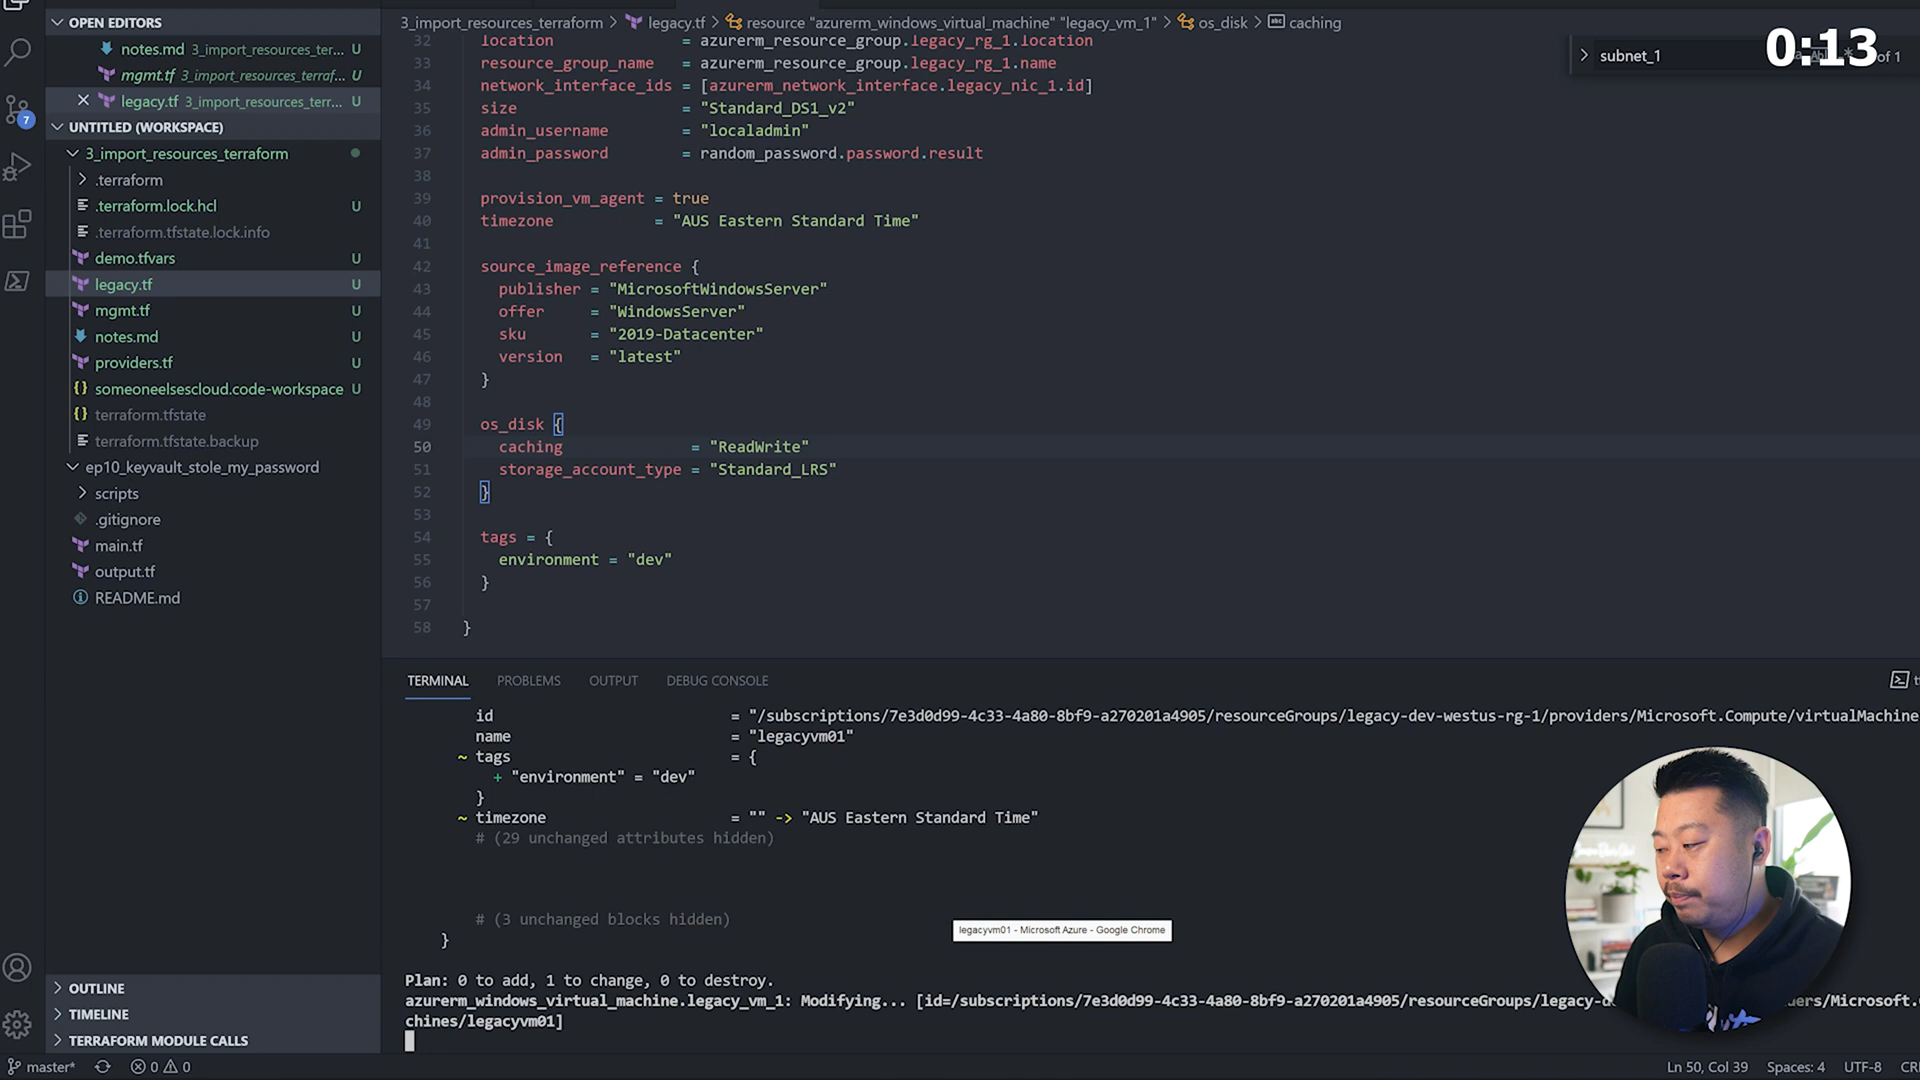 OPEN EDITORS
notes.md 3_import_resources_ter... U
mgmt.tf 3_import_resources_terraf... U
legacy.tf 3_import_resources_terr... U
UNTITLED (WORKSPACE)
3_import_resources_terraform
.terraform
.terraform.lock.hcl U
.terraform.tfstate.lock.info
demo.tfvars U
legacy.tf U
mgmt.tf U
notes.md U
providers.tf U
someoneelsescloud.code-workspace U
terraform.tfstate
terraform.tfstate.backup
ep10_keyvault_stole_my_password
scripts
.gitignore
main.tf
output.tf
README.md
OUTLINE
TIMELINE
TERRAFORM MODULE CALLS
7
3_import_resources_terraform > legacy.tf > resource "azurerm_windows_virtual_machine" "legacy_vm_1" > os_disk > caching
subnet_1
of 1
0:13
32 location = azurerm_resource_group.legacy_rg_1.location
33 resource_group_name = azurerm_resource_group.legacy_rg_1.name
34 network_interface_ids = [azurerm_network_interface.legacy_nic_1.id]
35 size = "Standard_DS1_v2"
36 admin_username = "localadmin"
37 admin_password = random_password.password.result
38
39 provision_vm_agent = true
40 timezone = "AUS Eastern Standard Time"
41
42 source_image_reference {
43 publisher = "MicrosoftWindowsServer"
44 offer = "WindowsServer"
45 sku = "2019-Datacenter"
46 version = "latest"
47 }
48
49 os_disk {
50 caching = "ReadWrite"
51 storage_account_type = "Standard_LRS"
52 }
53
54 tags = {
55 environment = "dev"
56 }
57
58 }
TERMINAL PROBLEMS OUTPUT DEBUG CONSOLE
id = "/subscriptions/7e3d0d99-4c33-4a80-8bf9-a270201a4905/resourceGroups/legacy-dev-westus-rg-1/providers/Microsoft.Compute/virtualMachine
name = "legacyvm01"
~ tags = {
+ "environment" = "dev"
}
~ timezone = "" -> "AUS Eastern Standard Time"
# (29 unchanged attributes hidden)
# (3 unchanged blocks hidden)
}
legacyvm01 - Microsoft Azure - Google Chrome
Plan: 0 to add, 1 to change, 0 to destroy.
azurerm_windows_virtual_machine.legacy_vm_1: Modifying... [id=/subscriptions/7e3d0d99-4c33-4a80-8bf9-a270201a4905/resourceGroups/legacy-d ders/Microsoft.
chines/legacyvm01]
master* 0 0 Ln 50, Col 39 Spaces: 4 UTF-8 CR